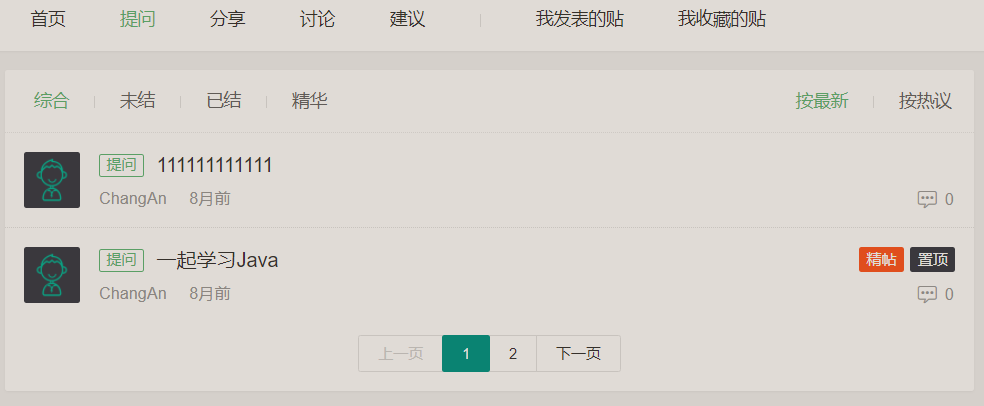 首页 提问 分享 讨论 建议 我发表的贴 我收藏的贴
综合 未结 已结 精华 按最新 按热议
提问 111111111111
ChangAn 8月前 0
提问 一起学习Java 精帖 置顶
ChangAn 8月前 0
上一页 1 2 下一页